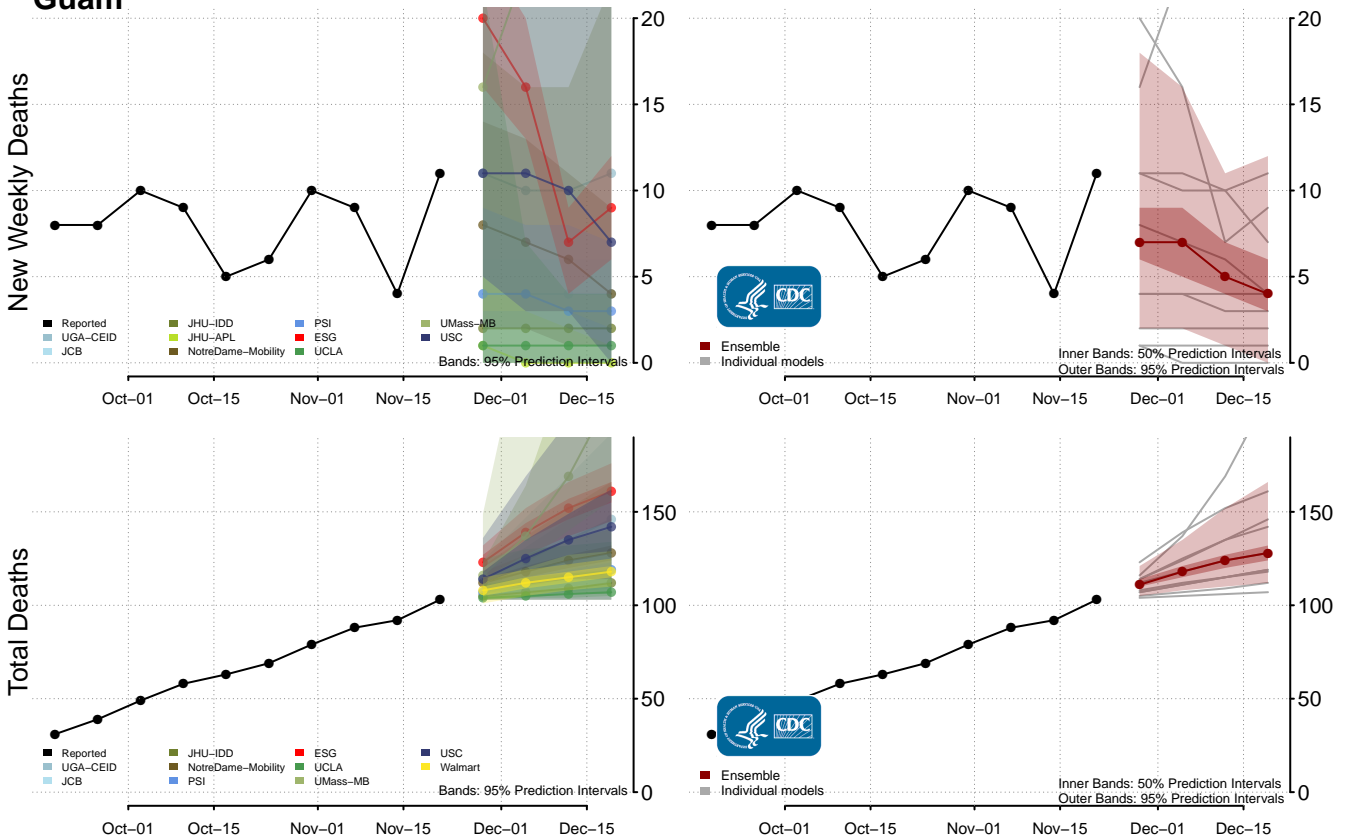 Guam
New Weekly Deaths
20
15
10
5
0
Reported
UGA−CEID
JCB
JHU−IDD
JHU−APL
NotreDame−Mobility
PSI
ESG
UCLA
UMass−MB
USC
Bands: 95% Prediction Intervals
Oct−01 Oct−15 Nov−01 Nov−15 Dec−01 Dec−15
20
15
10
5
0
CDC
Ensemble
Individual models
Inner Bands: 50% Prediction Intervals
Outer Bands: 95% Prediction Intervals
Oct−01 Oct−15 Nov−01 Nov−15 Dec−01 Dec−15
Total Deaths
150
100
50
0
Reported
UGA−CEID
JCB
JHU−IDD
NotreDame−Mobility
PSI
ESG
UCLA
UMass−MB
USC
Walmart
Bands: 95% Prediction Intervals
Oct−01 Oct−15 Nov−01 Nov−15 Dec−01 Dec−15
150
100
50
0
CDC
Ensemble
Individual models
Inner Bands: 50% Prediction Intervals
Outer Bands: 95% Prediction Intervals
Oct−01 Oct−15 Nov−01 Nov−15 Dec−01 Dec−15